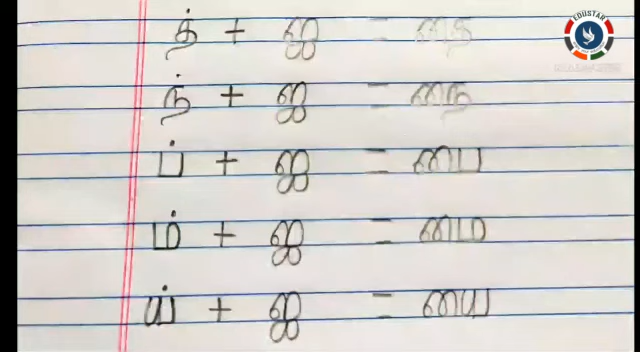 EDUSTAR
த் + ஐ = தை
ந் + ஐ = நை
ப் + ஐ = பை
ம் + ஐ = மை
ய் + ஐ = யை